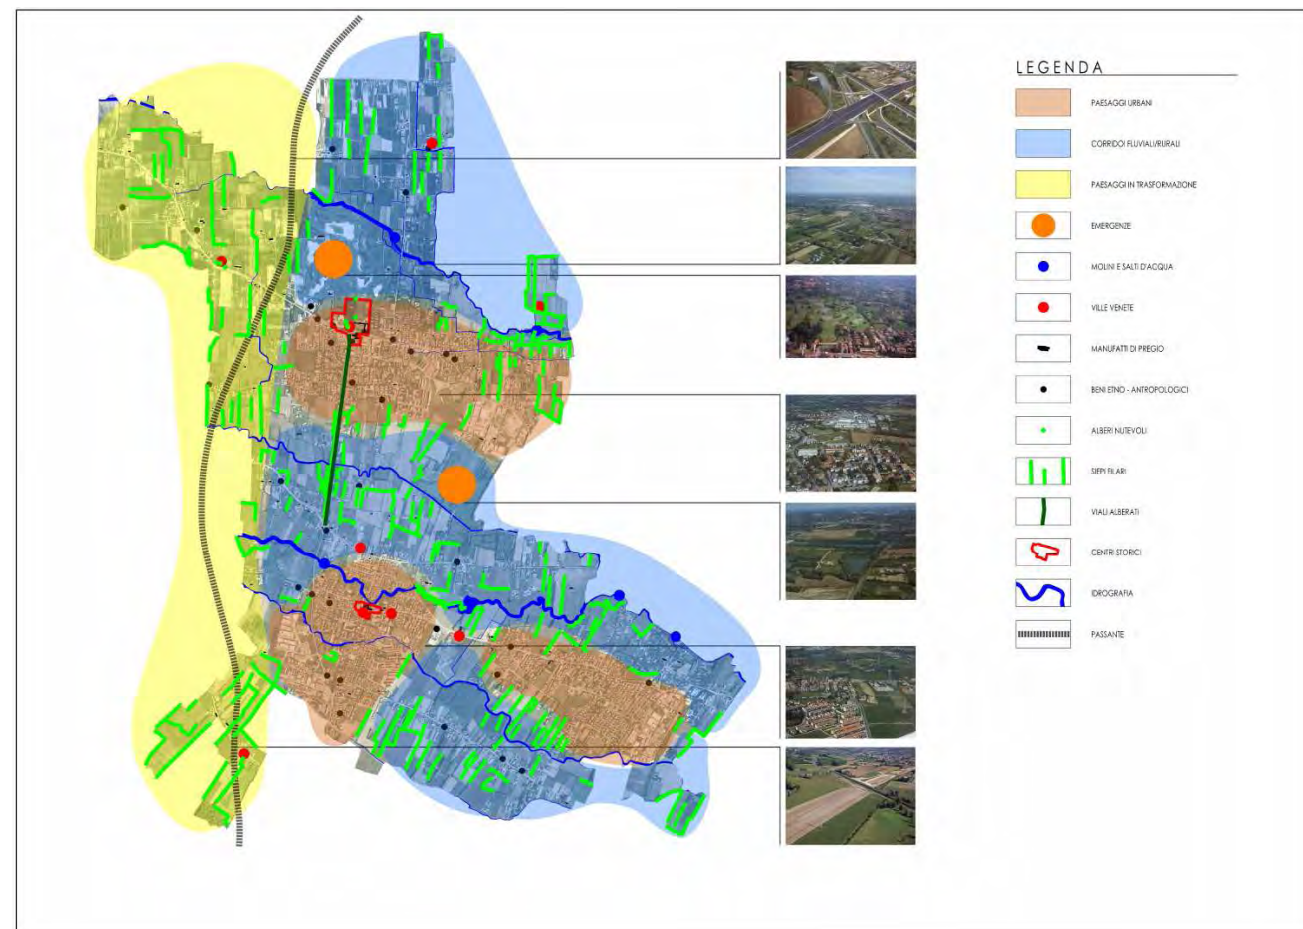 LEGENDA
PAESAGGI URBANI
CORRIDOI FLUVIALI/RURALI
PAESAGGI IN TRASFORMAZIONE
EMERGENZE
MOLINI E SALTI D'ACQUA
VILLE VENETE
MANUFATTI DI PREGIO
BENI ETNO - ANTROPOLOGICI
ALBERI NUTEVOLI
SIEPI FILARI
VIALI ALBERATI
CENTRI STORICI
IDROGRAFIA
PASSANTE